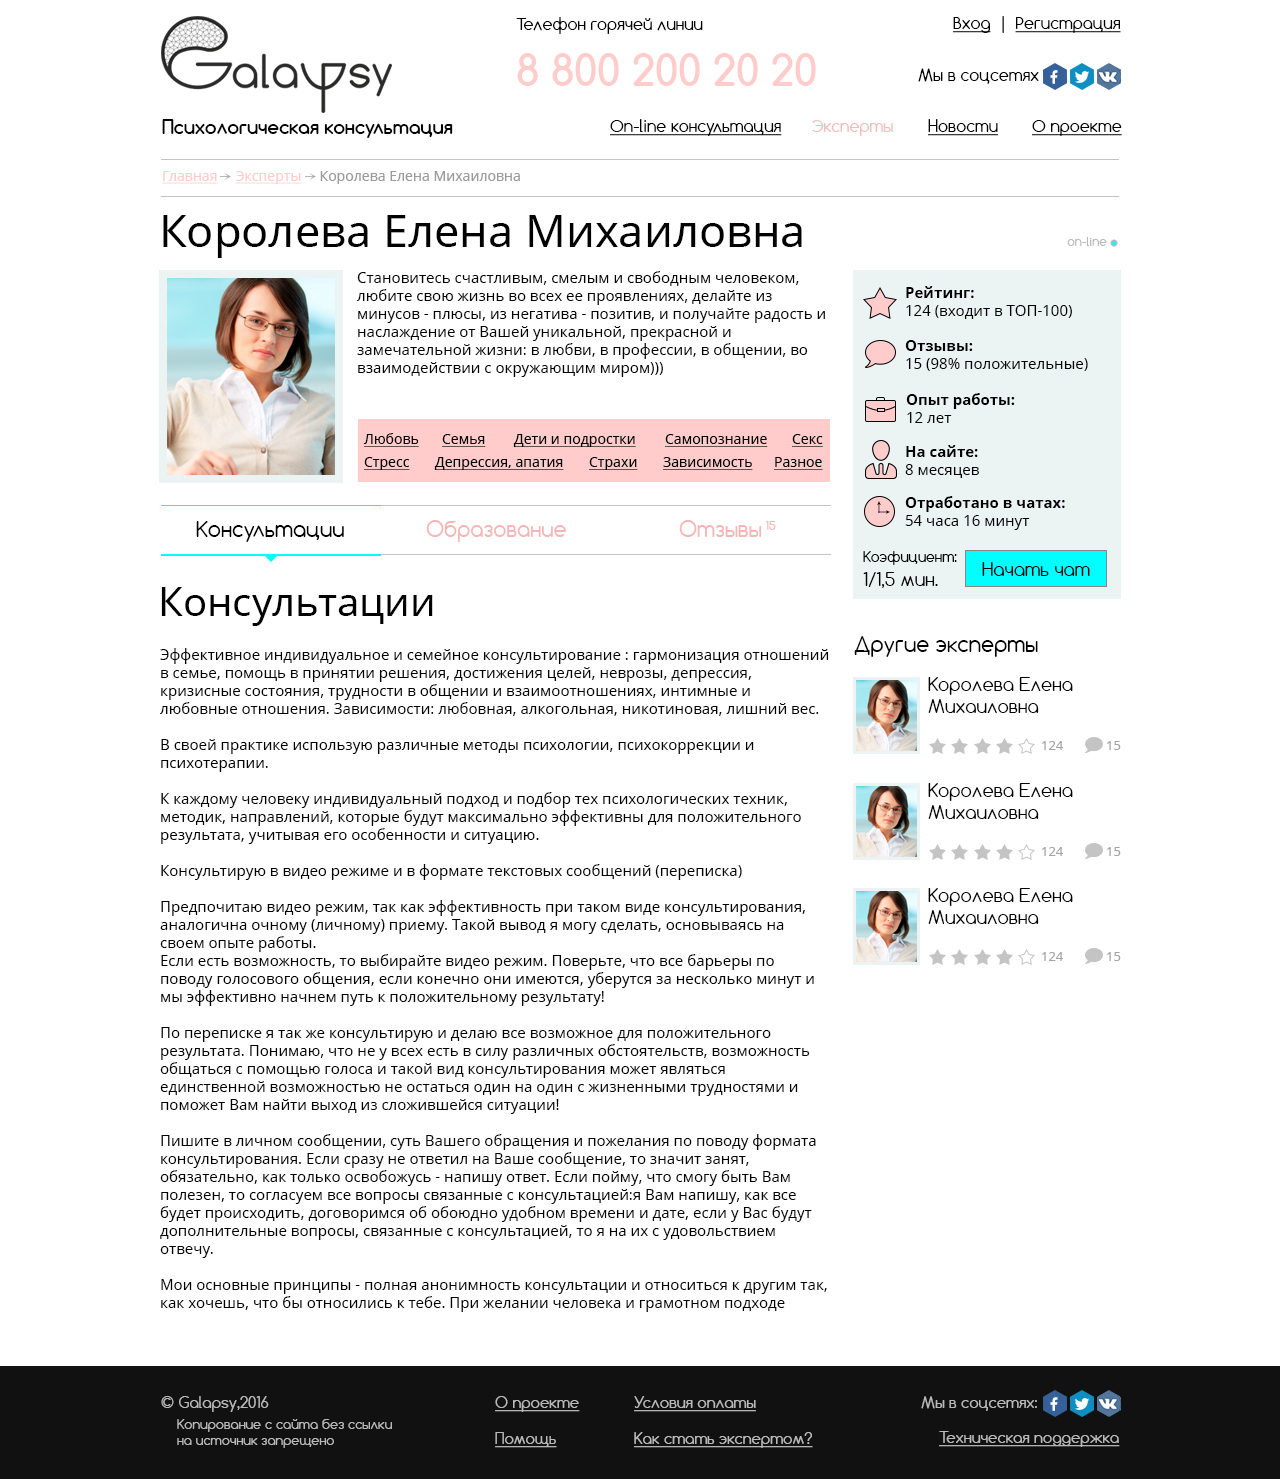 Galaypsy
Психологическая консультация
Телефон горячей линии
8 800 200 20 20
Вход | Регистрация
Мы в соцсетях
On-line консультация Эксперты Новости О проекте
Главная -> Эксперты -> Королева Елена Михаиловна
Королева Елена Михаиловна
on-line
Становитесь счастливым, смелым и свободным человеком,
любите свою жизнь во всех ее проявлениях, делайте из
минусов - плюсы, из негатива - позитив, и получайте радость и
наслаждение от Вашей уникальной, прекрасной и
замечательной жизни: в любви, в профессии, в общении, во
взаимодействии с окружающим миром)))
Любовь Семья Дети и подростки Самопознание Секс
Стресс Депрессия, апатия Страхи Зависимость Разное
Рейтинг:
124 (входит в ТОП-100)
Отзывы:
15 (98% положительные)
Опыт работы:
12 лет
На сайте:
8 месяцев
Отработано в чатах:
54 часа 16 минут
Коэфициент:
1/1,5 мин.
Начать чат
Консультации Образование Отзывы 15
Консультации
Эффективное индивидуальное и семейное консультирование : гармонизация отношений
в семье, помощь в принятии решения, достижения целей, неврозы, депрессия,
кризисные состояния, трудности в общении и взаимоотношениях, интимные и
любовные отношения. Зависимости: любовная, алкогольная, никотиновая, лишний вес.
В своей практике использую различные методы психологии, психокоррекции и
психотерапии.
К каждому человеку индивидуальный подход и подбор тех психологических техник,
методик, направлений, которые будут максимально эффективны для положительного
результата, учитывая его особенности и ситуацию.
Консультирую в видео режиме и в формате текстовых сообщений (переписка)
Предпочитаю видео режим, так как эффективность при таком виде консультирования,
аналогична очному (личному) приему. Такой вывод я могу сделать, основываясь на
своем опыте работы.
Если есть возможность, то выбирайте видео режим. Поверьте, что все барьеры по
поводу голосового общения, если конечно они имеются, уберутся за несколько минут и
мы эффективно начнем путь к положительному результату!
По переписке я так же консультирую и делаю все возможное для положительного
результата. Понимаю, что не у всех есть в силу различных обстоятельств, возможность
общаться с помощью голоса и такой вид консультирования может являться
единственной возможностью не остаться один на один с жизненными трудностями и
поможет Вам найти выход из сложившейся ситуации!
Пишите в личном сообщении, суть Вашего обращения и пожелания по поводу формата
консультирования. Если сразу не ответил на Ваше сообщение, то значит занят,
обязательно, как только освобожусь - напишу ответ. Если пойму, что смогу быть Вам
полезен, то согласуем все вопросы связанные с консультацией:я Вам напишу, как все
будет происходить, договоримся об обоюдно удобном времени и дате, если у Вас будут
дополнительные вопросы, связанные с консультацией, то я на их с удовольствием
отвечу.
Мои основные принципы - полная анонимность консультации и относиться к другим так,
как хочешь, что бы относились к тебе. При желании человека и грамотном подходе
Другие эксперты
Королева Елена
Михаиловна
124 15
Королева Елена
Михаиловна
124 15
Королева Елена
Михаиловна
124 15
© Galapsy,2016
Копирование с сайта без ссылки
на источник запрещено
О проекте Условия оплаты
Помощь Как стать экспертом?
Мы в соцсетях:
Техническая поддержка